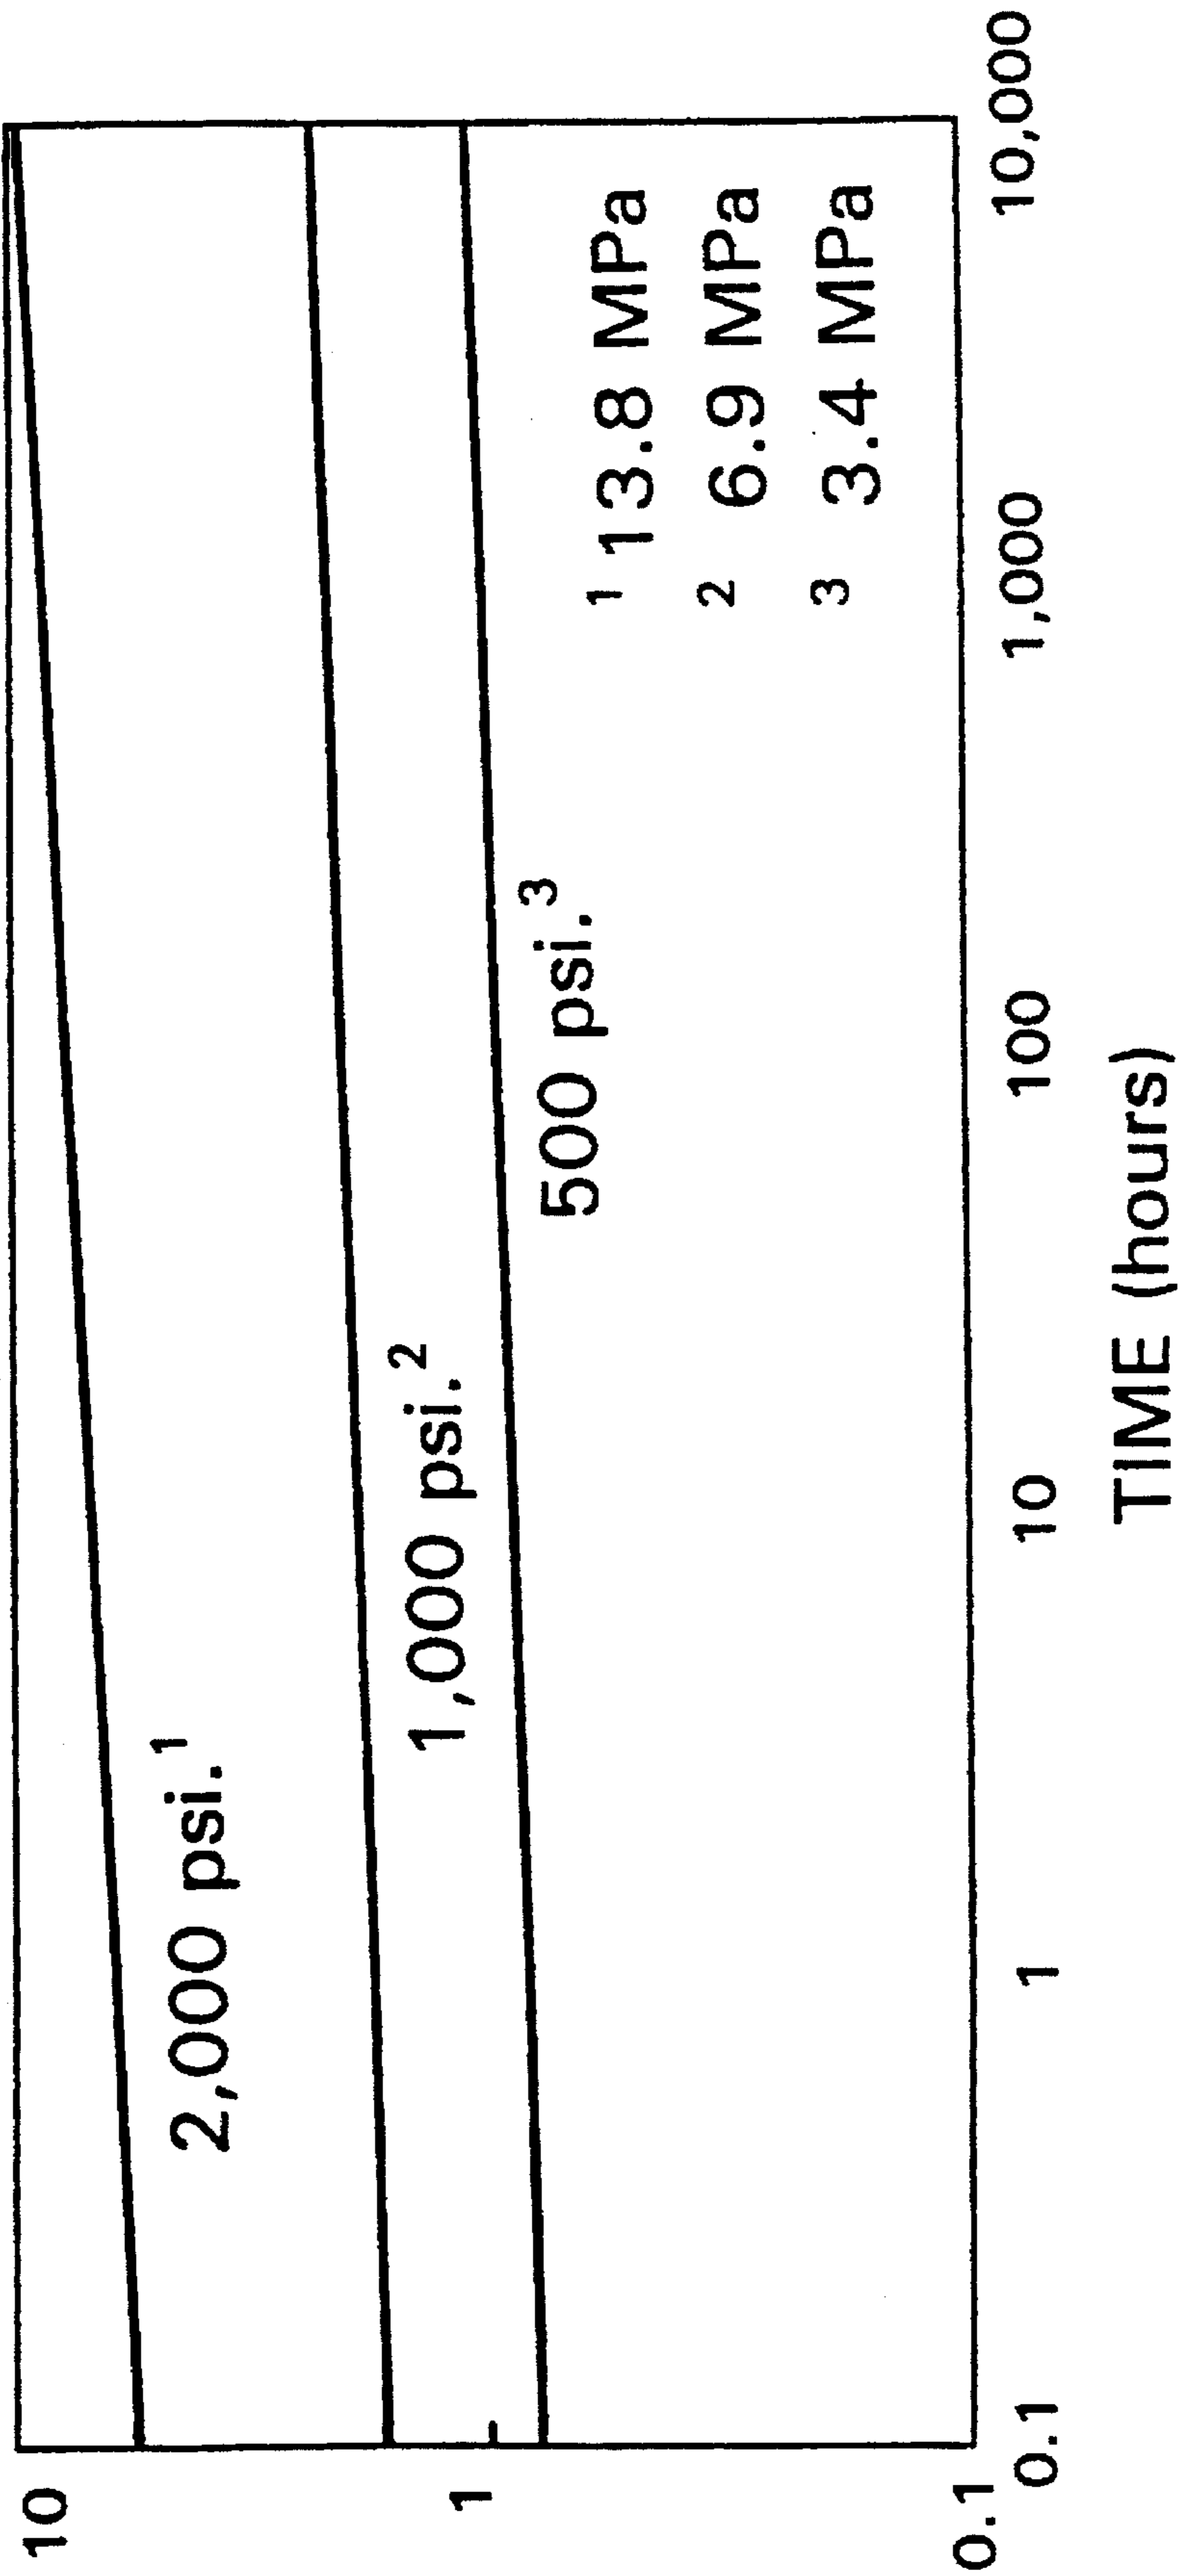 10
1
0.1
2,000 psi.¹
1,000 psi.²
500 psi.³
¹ 13.8 MPa
² 6.9 MPa
³ 3.4 MPa
0.1 1 10 100 1,000 10,000
TIME (hours)